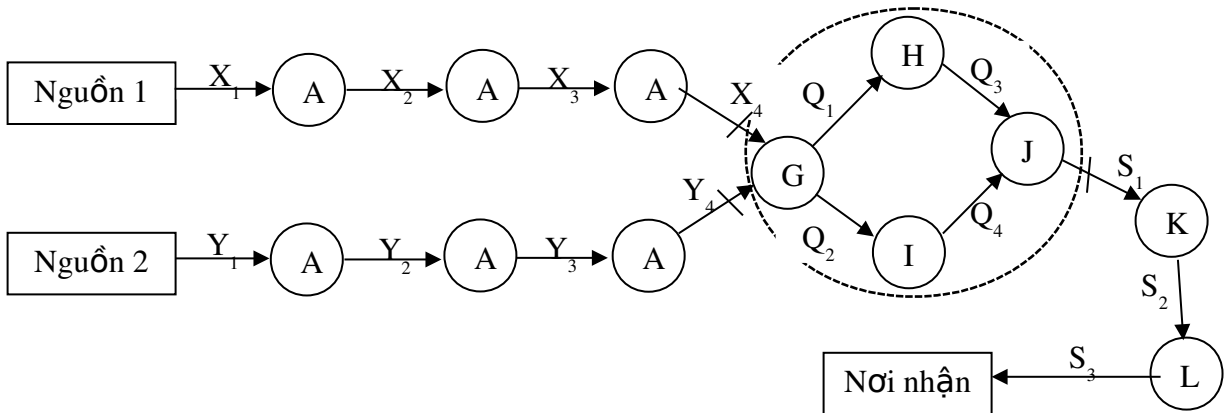 Nguồn 1
X₁
A
X₂
A
X₃
A
X₄
Nguồn 2
Y₁
A
Y₂
A
Y₃
A
Y₄
G
Q₁
H
Q₃
Q₂
I
Q₄
J
S₁
K
S₂
L
S₃
Nơi nhận